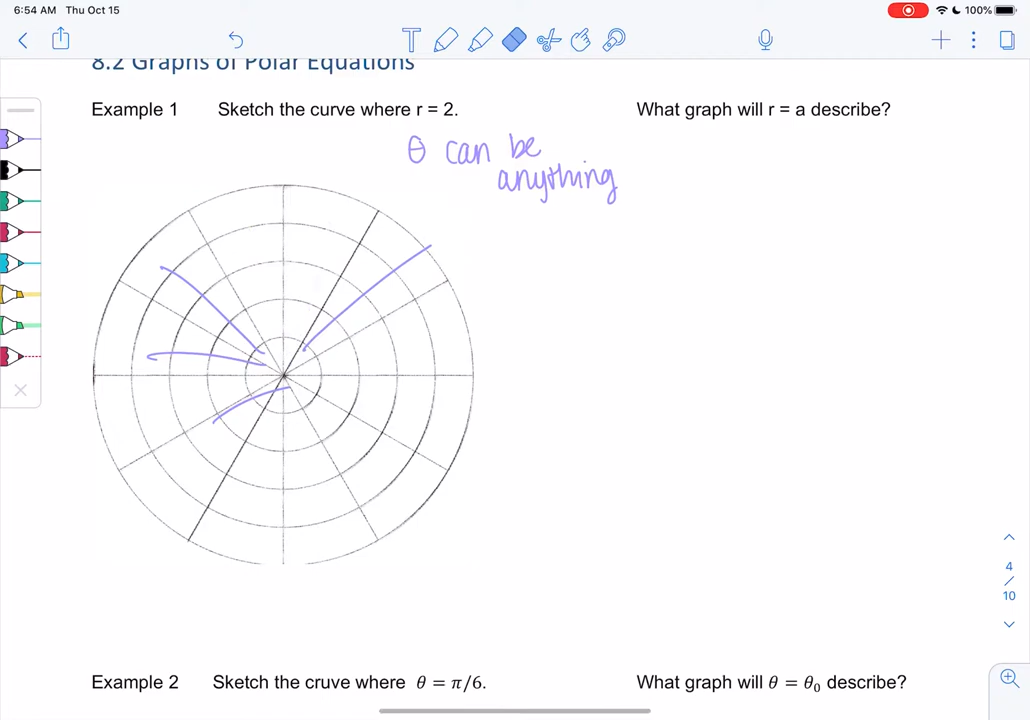 6:54 AM Thu Oct 15
100%
8.2 Graphs of Polar Equations
Example 1 Sketch the curve where r = 2. What graph will r = a describe?
θ can be
anything
4
/
10
Example 2 Sketch the cruve where θ = π/6. What graph will θ = θ₀ describe?